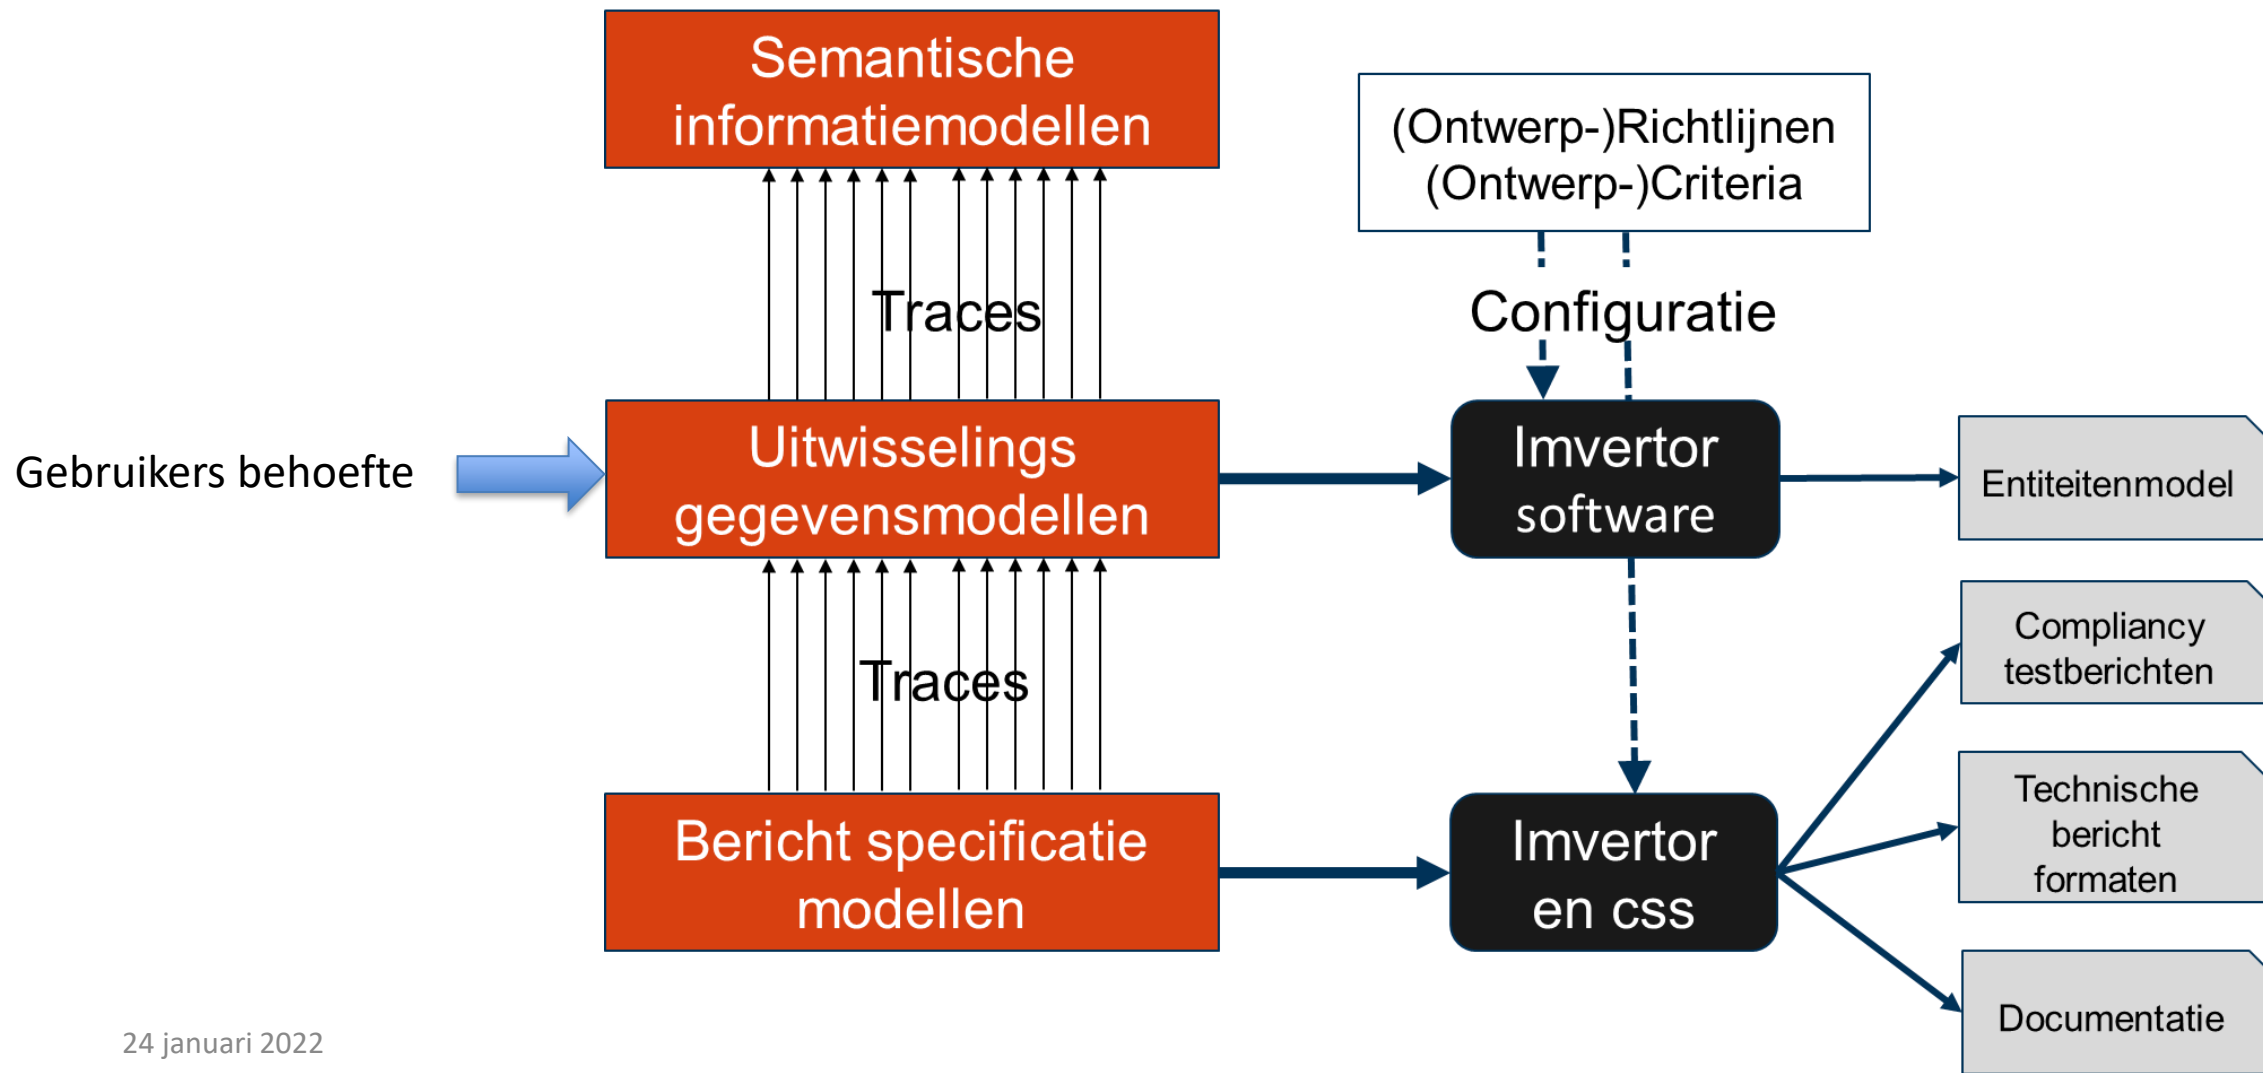 Semantische
informatiemodellen
(Ontwerp-)Richtlijnen
(Ontwerp-)Criteria
Traces
Configuratie
Gebruikers behoefte
Uitwisselings
gegevensmodellen
Imvertor
software
Entiteitenmodel
Compliancy
testberichten
Traces
Technische
bericht
formaten
Bericht specificatie
modellen
Imvertor
en css
Documentatie
24 januari 2022